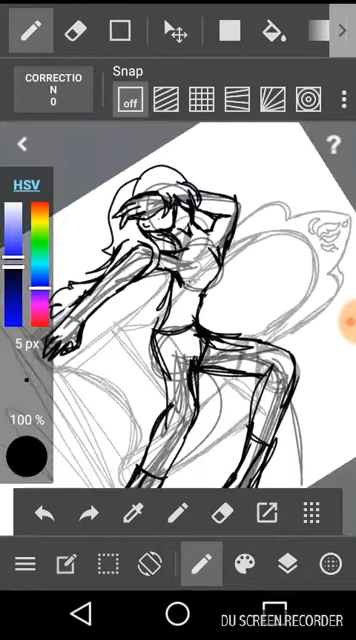 CORRECTIO
N
0
Snap
off
?
HSV
5 px
100 %
DU SCREEN RECORDER